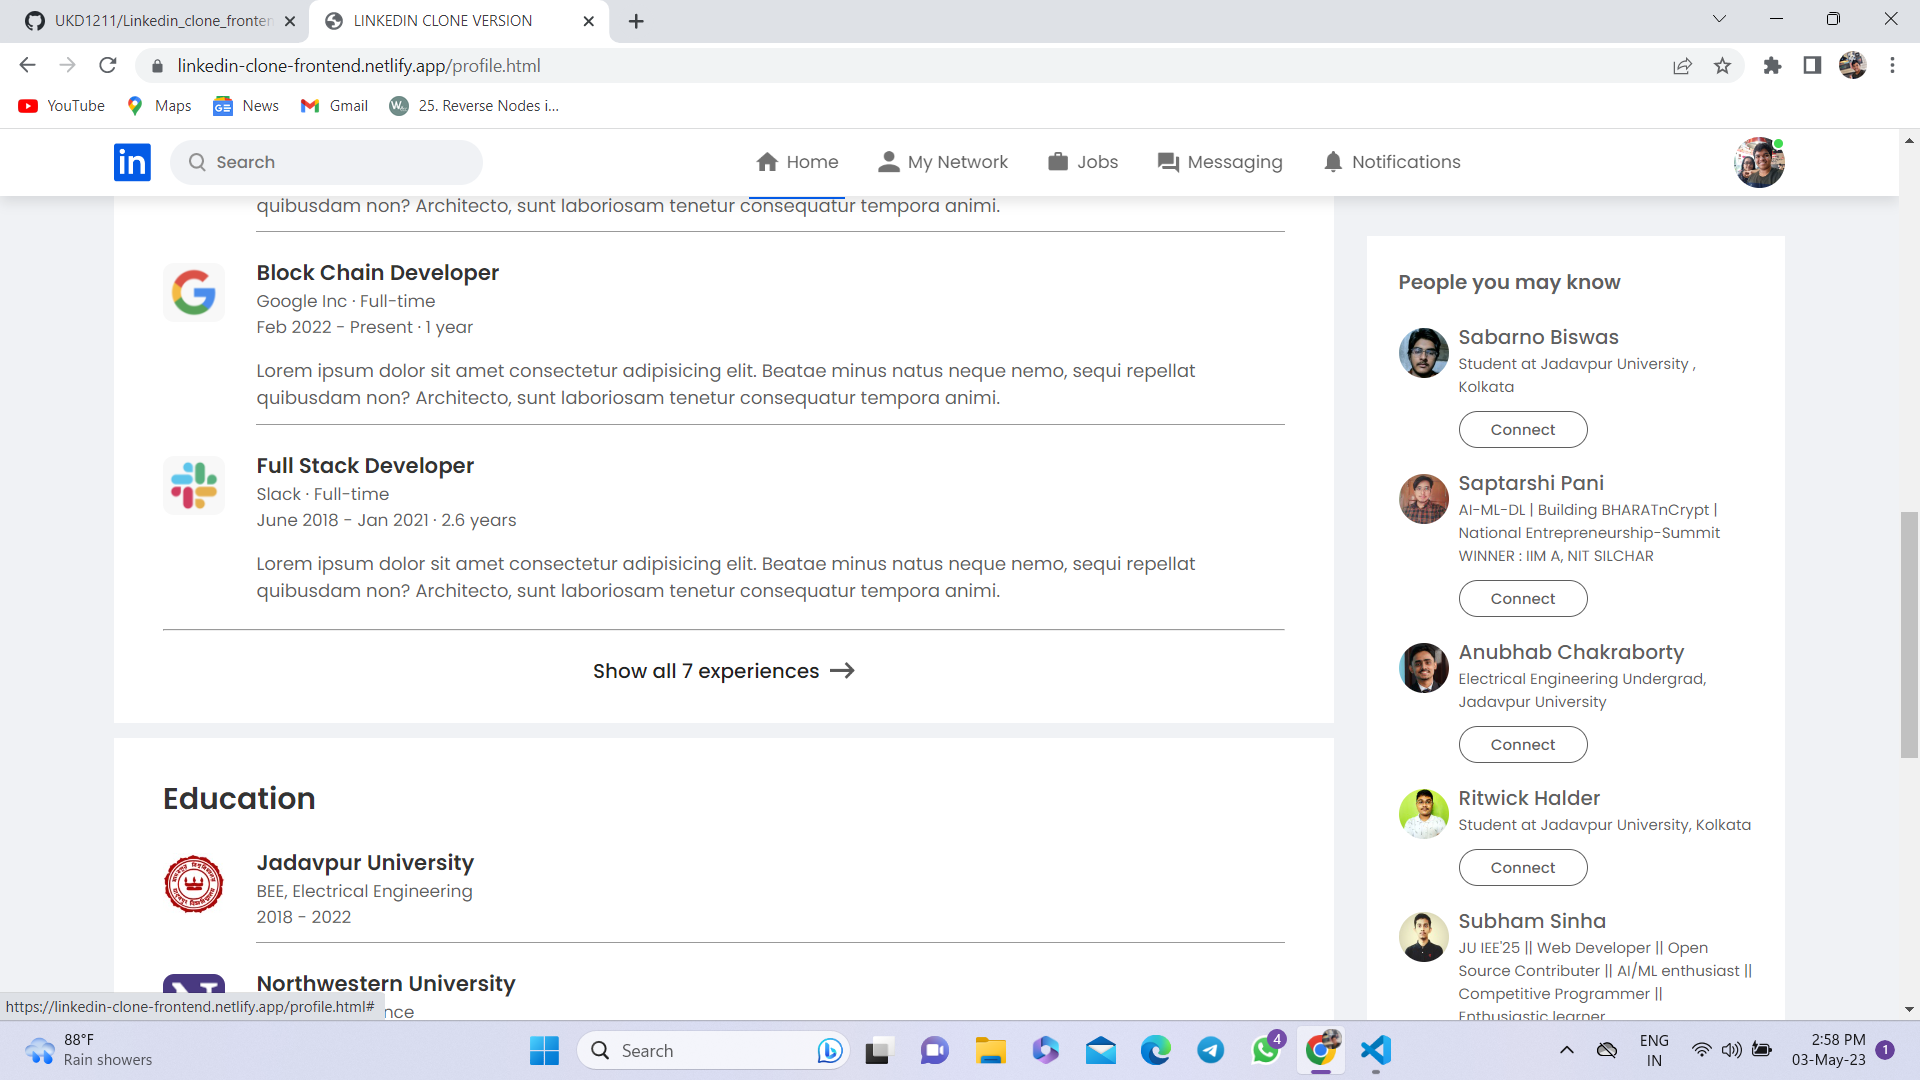 UKD1211/Linkedin_clone_fronten
LINKEDIN CLONE VERSION
linkedin-clone-frontend.netlify.app/profile.html
YouTube
Maps
News
Gmail
25. Reverse Nodes i...
in
Search
Home
My Network
Jobs
Messaging
Notifications
quibusdam non? Architecto, sunt laboriosam tenetur consequatur tempora animi.
Block Chain Developer
Google Inc · Full-time
Feb 2022 - Present · 1 year
Lorem ipsum dolor sit amet consectetur adipisicing elit. Beatae minus natus neque nemo, sequi repellat
quibusdam non? Architecto, sunt laboriosam tenetur consequatur tempora animi.
Full Stack Developer
Slack · Full-time
June 2018 - Jan 2021 · 2.6 years
Lorem ipsum dolor sit amet consectetur adipisicing elit. Beatae minus natus neque nemo, sequi repellat
quibusdam non? Architecto, sunt laboriosam tenetur consequatur tempora animi.
Show all 7 experiences
Education
Jadavpur University
BEE, Electrical Engineering
2018 - 2022
Northwestern University
nce
People you may know
Sabarno Biswas
Student at Jadavpur University ,
Kolkata
Connect
Saptarshi Pani
AI-ML-DL | Building BHARATnCrypt |
National Entrepreneurship-Summit
WINNER : IIM A, NIT SILCHAR
Connect
Anubhab Chakraborty
Electrical Engineering Undergrad,
Jadavpur University
Connect
Ritwick Halder
Student at Jadavpur University, Kolkata
Connect
Subham Sinha
JU IEE'25 || Web Developer || Open
Source Contributer || AI/ML enthusiast ||
Competitive Programmer ||
Enthusiastic learner
https://linkedin-clone-frontend.netlify.app/profile.html#
88°F
Rain showers
Search
4
ENG
IN
2:58 PM
03-May-23
1